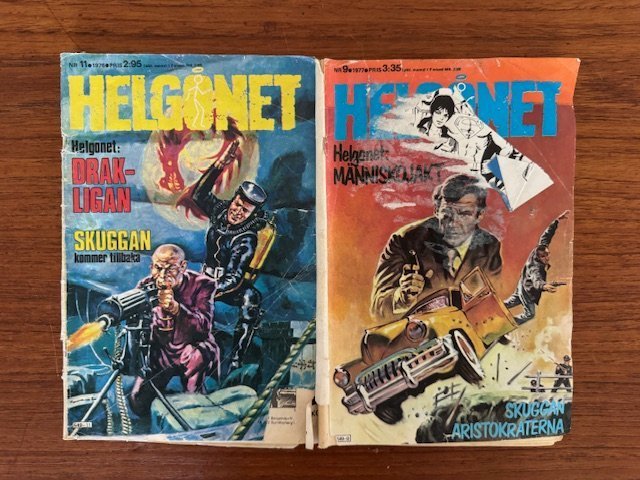 NR 11●1976●PRIS 2:95
HELGONET
Helgonet:
DRAK-
LIGAN
SKUGGAN
kommer tillbaka
NR 9●1977●PRIS 3:35
HELGONET
Helgonet:
MÄNNISKOJAKT
SKUGGAN
ARISTOKRATERNA